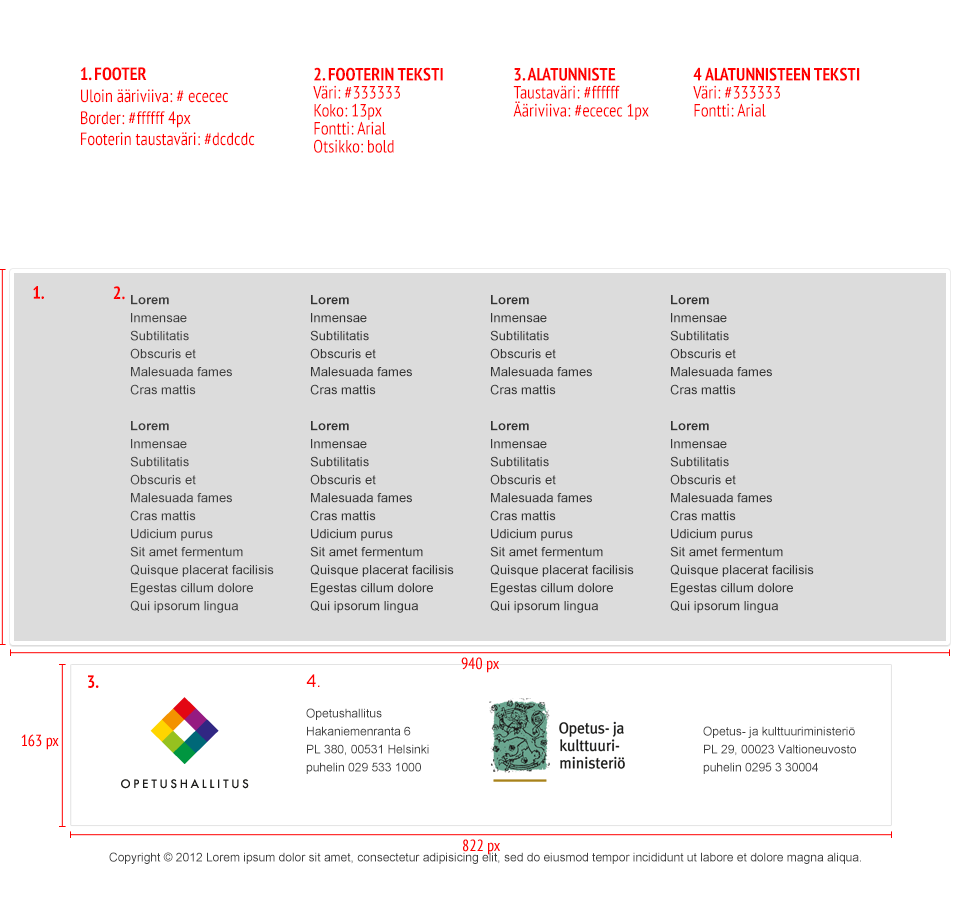 1. FOOTER
Uloin ääriviiva: # ececec
Border: #ffffff 4px
Footerin taustaväri: #dcdcdc
2. FOOTERIN TEKSTI
Väri: #333333
Koko: 13px
Fontti: Arial
Otsikko: bold
3. ALATUNNISTE
Taustaväri: #ffffff
Ääriviiva: #ececec 1px
4 ALATUNNISTEEN TEKSTI
Väri: #333333
Fontti: Arial
1.
2.
Lorem
Inmensae
Subtilitatis
Obscuris et
Malesuada fames
Cras mattis
Lorem
Inmensae
Subtilitatis
Obscuris et
Malesuada fames
Cras mattis
Lorem
Inmensae
Subtilitatis
Obscuris et
Malesuada fames
Cras mattis
Lorem
Inmensae
Subtilitatis
Obscuris et
Malesuada fames
Cras mattis
Lorem
Inmensae
Subtilitatis
Obscuris et
Malesuada fames
Cras mattis
Udicium purus
Sit amet fermentum
Quisque placerat facilisis
Egestas cillum dolore
Qui ipsorum lingua
Lorem
Inmensae
Subtilitatis
Obscuris et
Malesuada fames
Cras mattis
Udicium purus
Sit amet fermentum
Quisque placerat facilisis
Egestas cillum dolore
Qui ipsorum lingua
Lorem
Inmensae
Subtilitatis
Obscuris et
Malesuada fames
Cras mattis
Udicium purus
Sit amet fermentum
Quisque placerat facilisis
Egestas cillum dolore
Qui ipsorum lingua
Lorem
Inmensae
Subtilitatis
Obscuris et
Malesuada fames
Cras mattis
Udicium purus
Sit amet fermentum
Quisque placerat facilisis
Egestas cillum dolore
Qui ipsorum lingua
940 px
163 px
3.
OPETUSHALLITUS
4.
Opetushallitus
Hakaniemenranta 6
PL 380, 00531 Helsinki
puhelin 029 533 1000
Opetus- ja
kulttuuri-
ministeriö
Opetus- ja kulttuuriministeriö
PL 29, 00023 Valtioneuvosto
puhelin 0295 3 30004
822 px
Copyright © 2012 Lorem ipsum dolor sit amet, consectetur adipisicing elit, sed do eiusmod tempor incididunt ut labore et dolore magna aliqua.